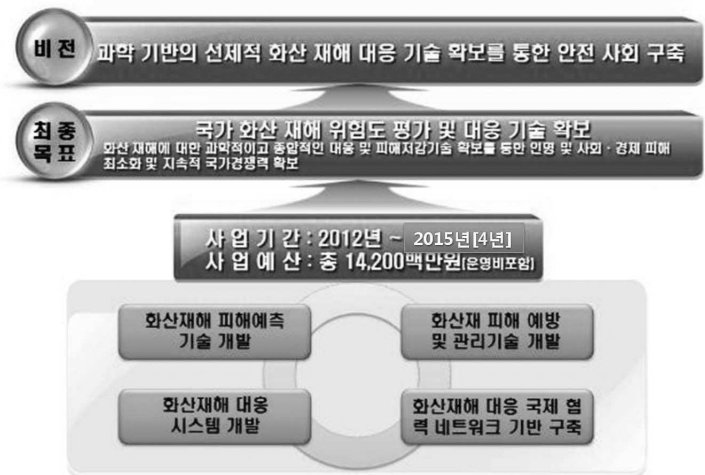 비 전
과학 기반의 선제적 화산 재해 대응 기술 확보를 통한 안전 사회 구축
최 종
목 표
국가 화산 재해 위험도 평가 및 대응 기술 확보
화산 재해에 대한 과학적이고 종합적인 대응 및 피해저감기술 확보를 통한 인명 및 사회·경제 피해
최소화 및 지속적 국가경쟁력 확보
사 업 기 간 : 2012년 ~ 2015년[4년]
사 업 예 산 : 총 14,200백만원(운영비포함)
화산재해 피해예측
기술 개발
화산재 피해 예방
및 관리기술 개발
화산재해 대응
시스템 개발
화산재해 대응 국제 협
력 네트워크 기반 구축